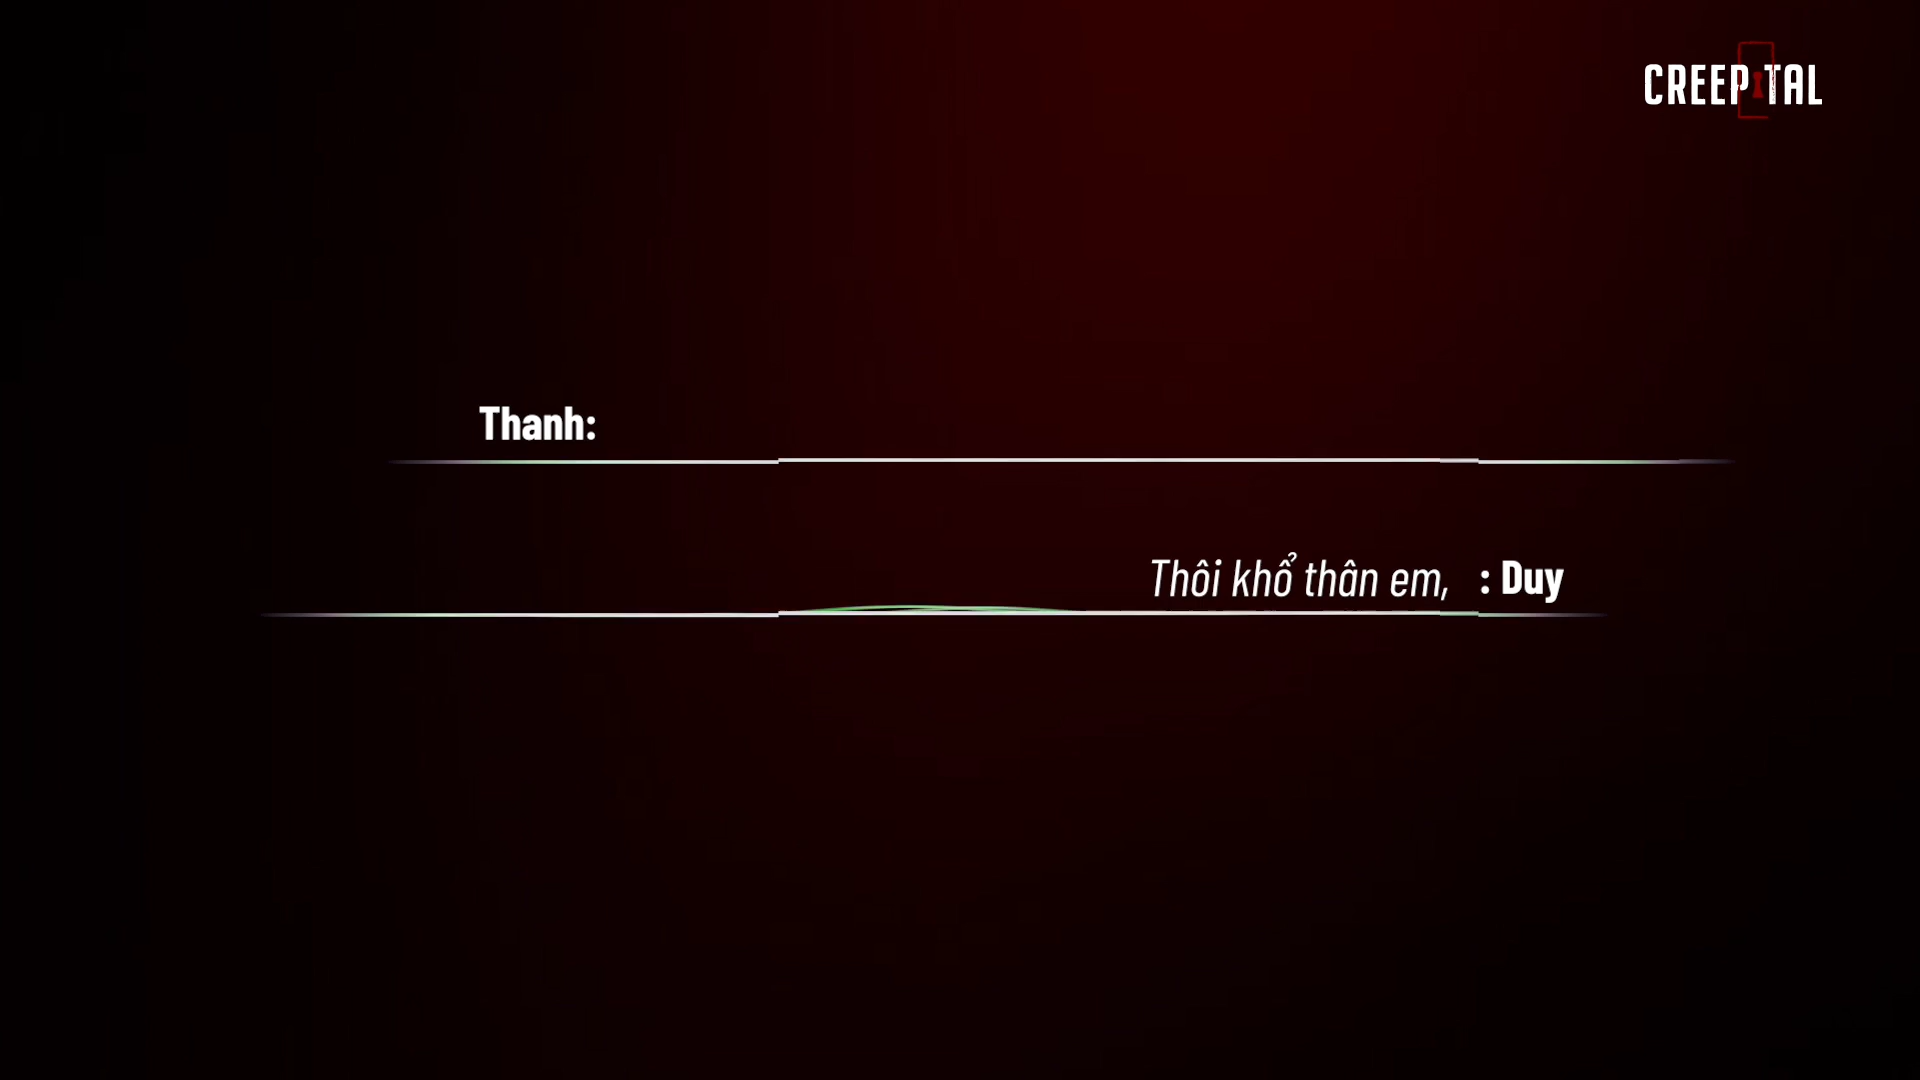 CREEPITAL
Thanh:
Thôi khổ thân em, : Duy